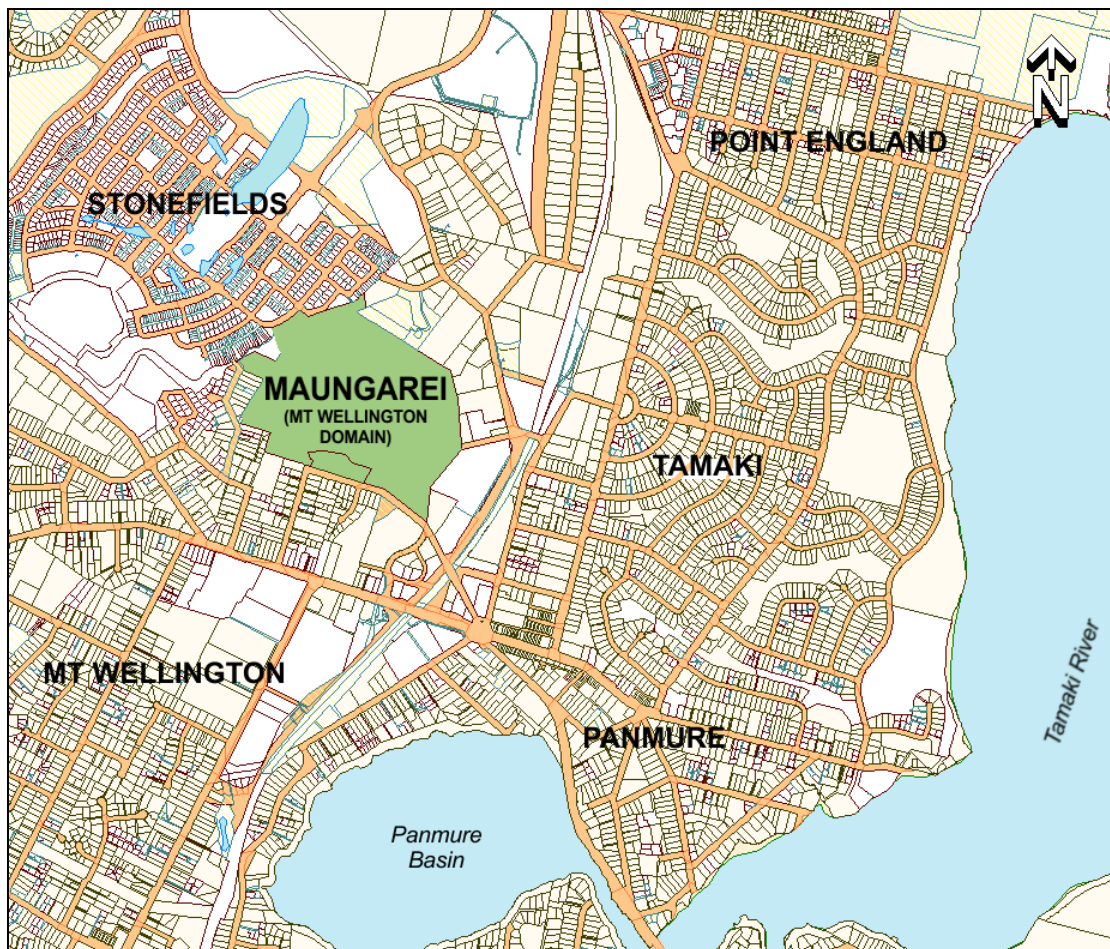 N
POINT ENGLAND
STONEFIELDS
MAUNGAREI
(MT WELLINGTON
DOMAIN)
TAMAKI
MT WELLINGTON
Tamaki River
PANMURE
Panmure
Basin